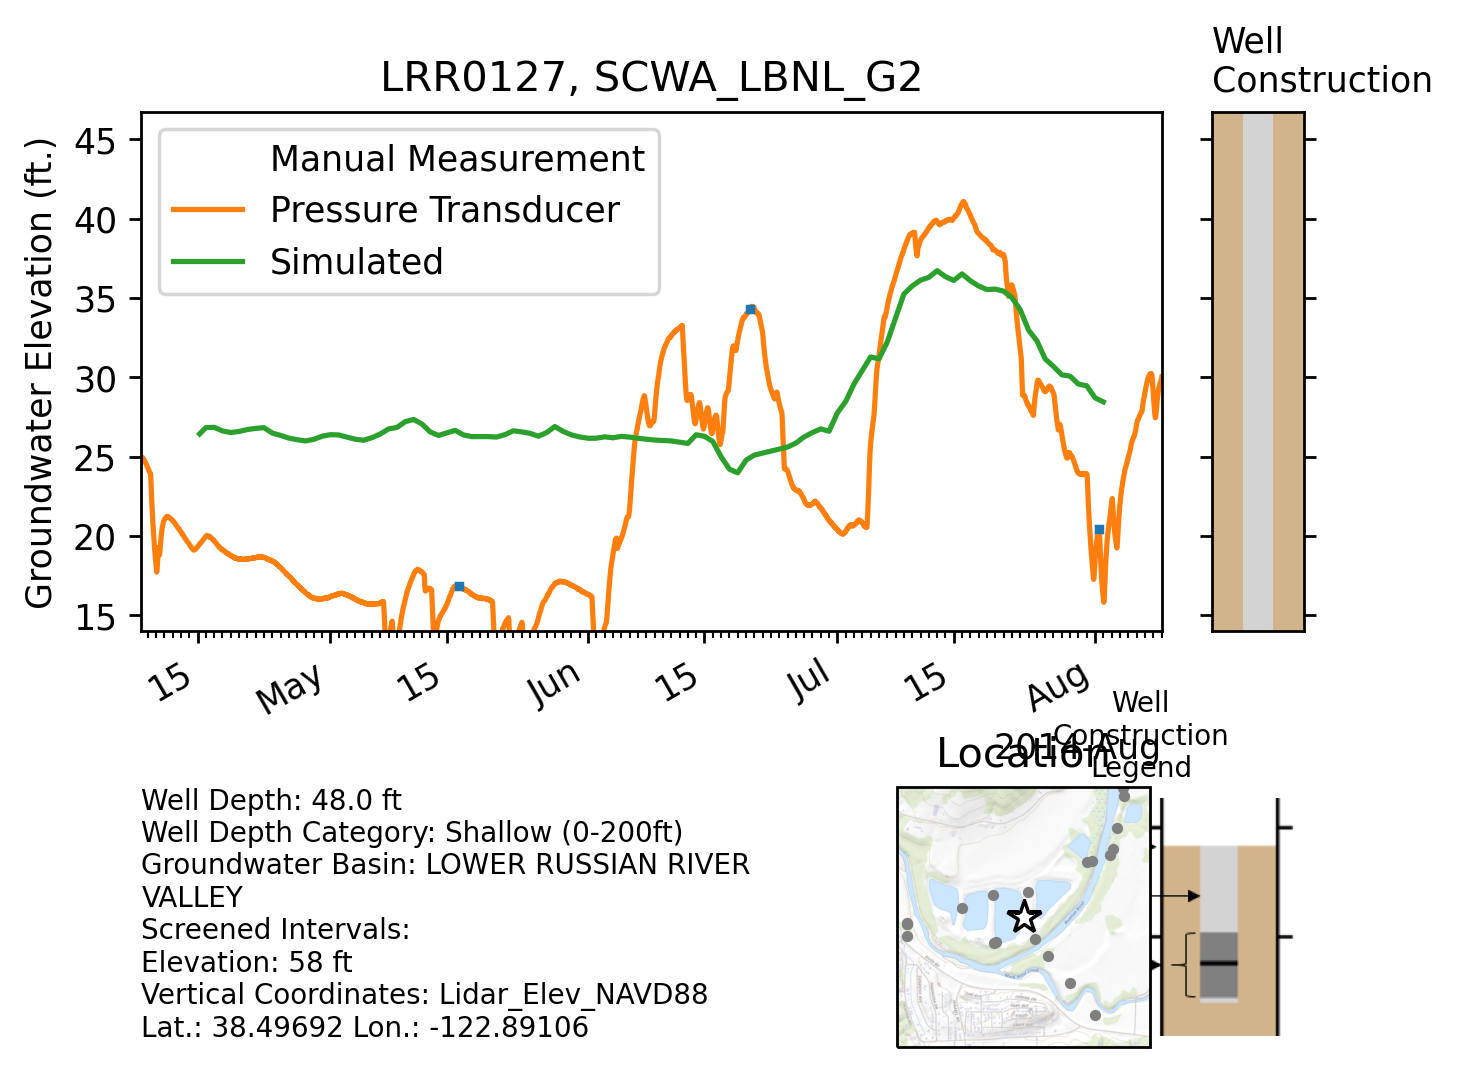 Well
Construction
LRR0127, SCWA_LBNL_G2
Groundwater Elevation (ft.)
45
40
35
30
25
20
15
Manual Measurement
Pressure Transducer
Simulated
15
May
15
Jun
15
Jul
15
Aug
2014-Aug
Location
Well
Construction
Legend
Well Depth: 48.0 ft
Well Depth Category: Shallow (0-200ft)
Groundwater Basin: LOWER RUSSIAN RIVER
VALLEY
Screened Intervals:
Elevation: 58 ft
Vertical Coordinates: Lidar_Elev_NAVD88
Lat.: 38.49692 Lon.: -122.89106